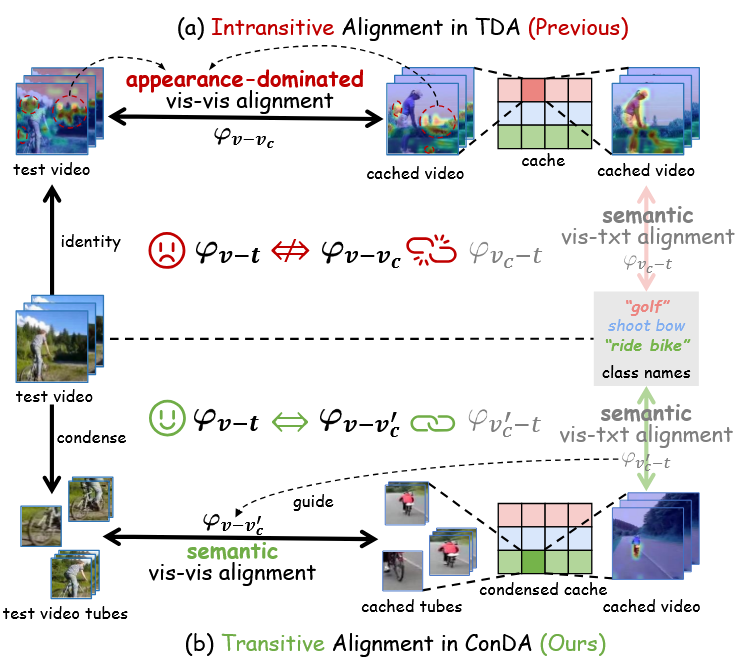 (a) Intransitive Alignment in TDA (Previous)
appearance-dominated
vis-vis alignment
φv−vc
test video
cached video
cache
cached video
identity
semantic
vis-txt alignment
φvc−t
φv−t ⇎ φv−vc φvc−t
"golf"
shoot bow
"ride bike"
class names
test video
φv−t ⇔ φv−v′c φv′c−t
semantic
vis-txt alignment
φv′c−t
condense
guide
φv−v′c
semantic
vis-vis alignment
test video tubes
cached tubes
condensed cache
cached video
(b) Transitive Alignment in ConDA (Ours)